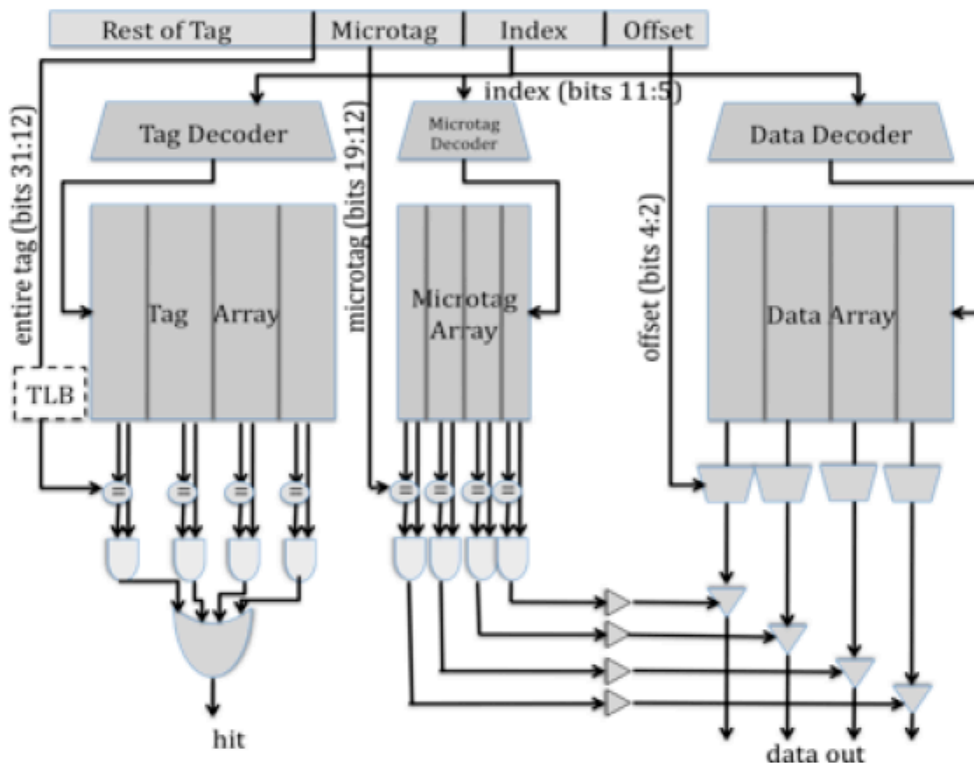 Rest of Tag
Microtag
Index
Offset
index (bits 11:5)
Tag Decoder
Microtag
Decoder
Data Decoder
entire tag (bits 31:12)
microtag (bits 19:12)
offset (bits 4:2)
Tag Array
Microtag
Array
Data Array
TLB
=
=
=
=
=
=
=
=
hit
data out